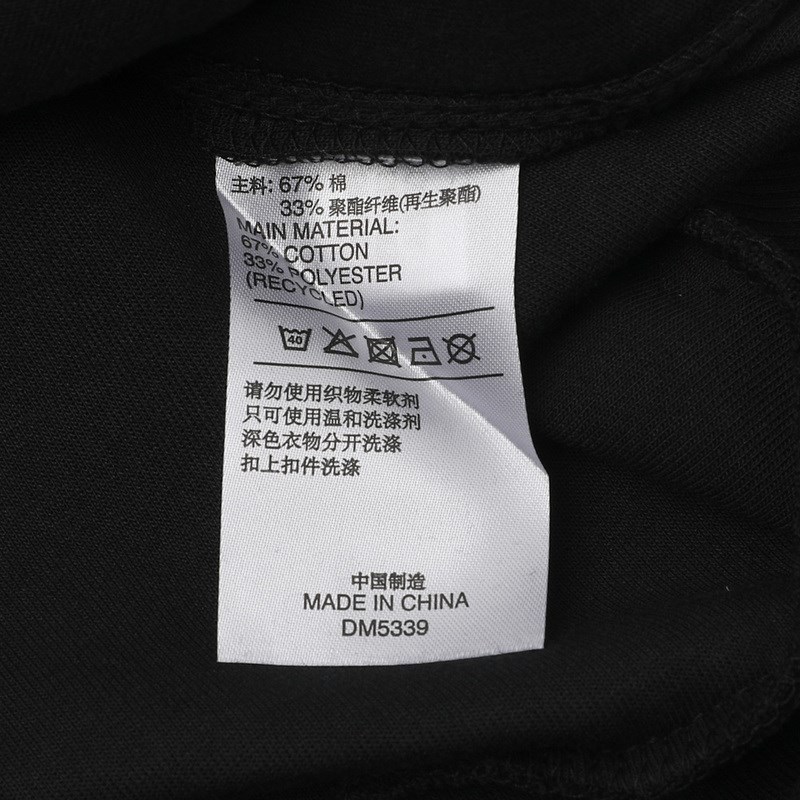 主料: 67% 棉
33% 聚酯纤维(再生聚酯)
MAIN MATERIAL:
67% COTTON
33% POLYESTER
(RECYCLED)
40
请勿使用织物柔软剂
只可使用温和洗涤剂
深色衣物分开洗涤
扣上扣件洗涤
中国制造
MADE IN CHINA
DM5339